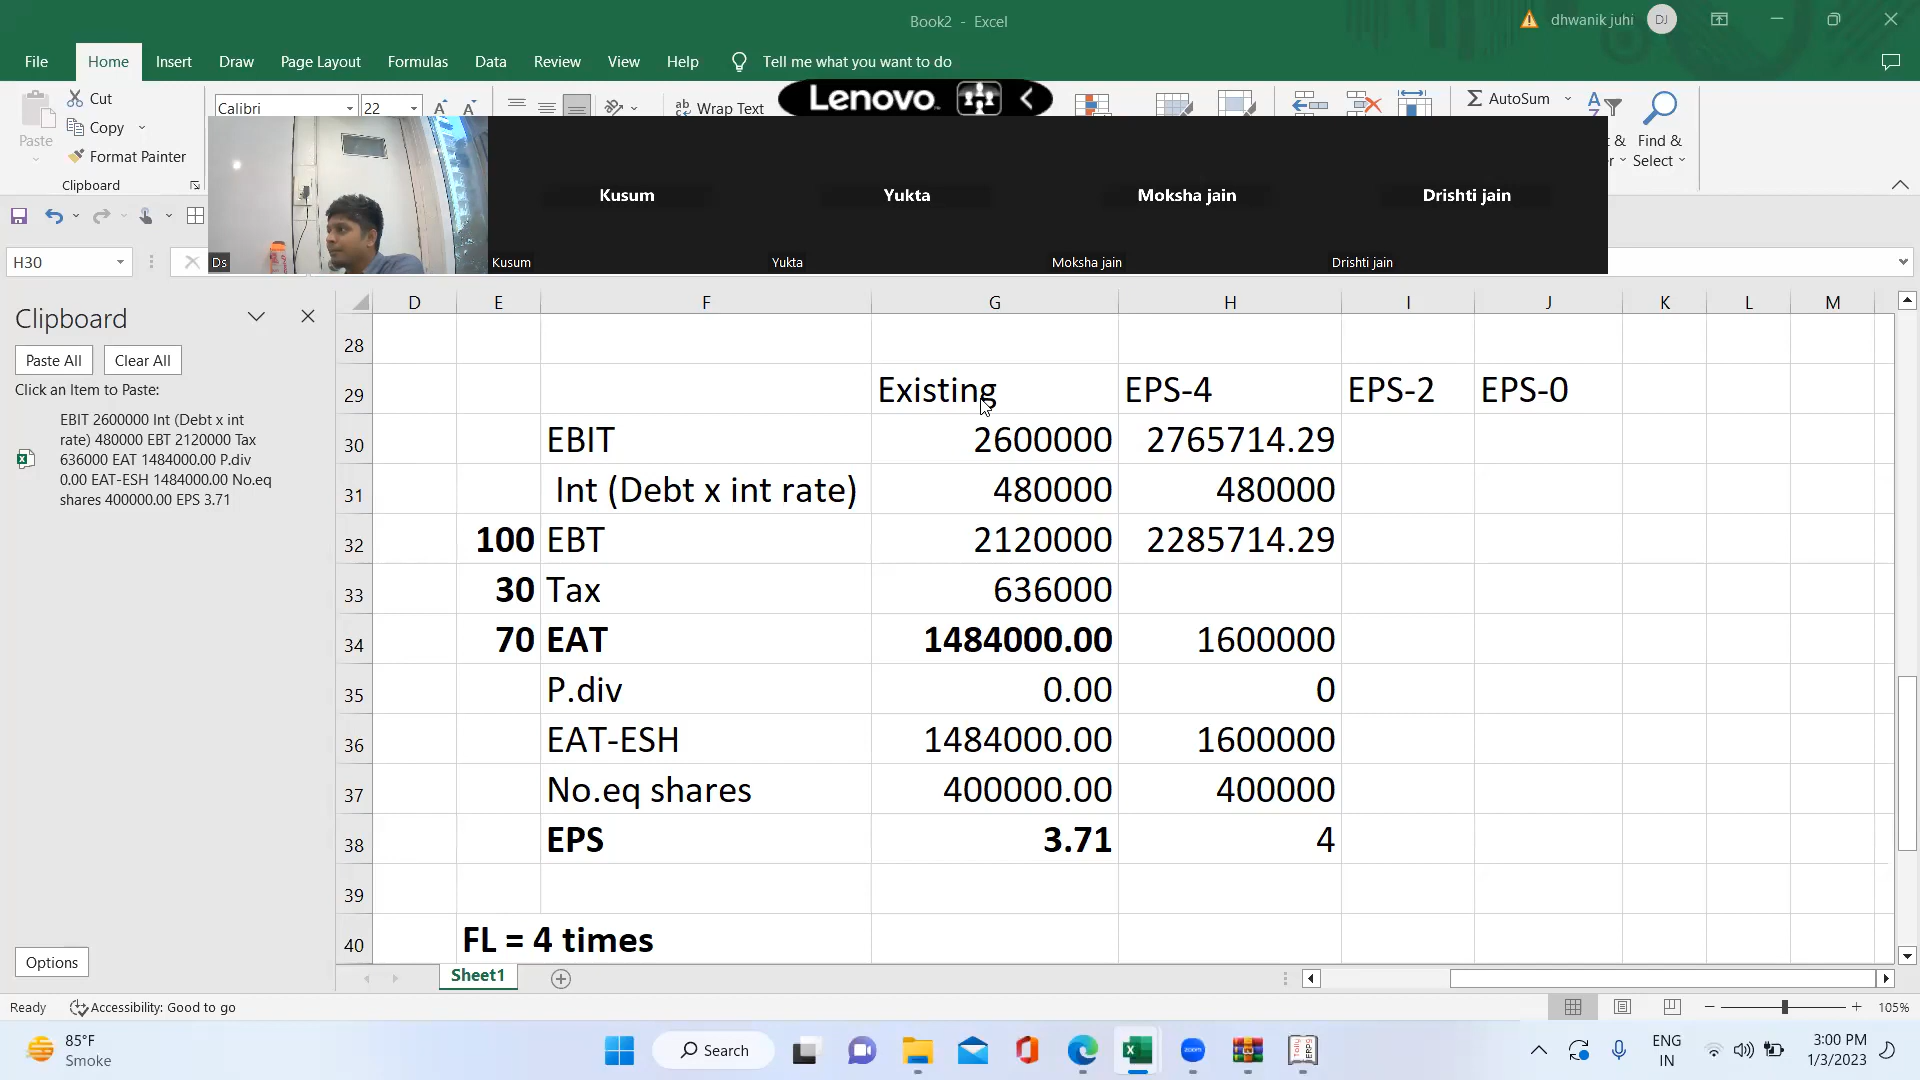 Book2 - Excel
dhwanik juhi
DJ
File Home Insert Draw Page Layout Formulas Data Review View Help Tell me what you want to do
Cut
Copy
Format Painter
Paste
Clipboard
Calibri 22
Wrap Text
Lenovo
AutoSum
Find &
Select
Kusum Yukta Moksha jain Drishti jain
Ds Kusum Yukta Moksha jain Drishti jain
H30
Clipboard
Paste All Clear All
Click an Item to Paste:
EBIT 2600000 Int (Debt x int
rate) 480000 EBT 2120000 Tax
636000 EAT 1484000.00 P.div
0.00 EAT-ESH 1484000.00 No.eq
shares 400000.00 EPS 3.71
Options
D E F G H I J K L M
28
29 Existing EPS-4 EPS-2 EPS-0
30 EBIT 2600000 2765714.29
31 Int (Debt x int rate) 480000 480000
32 100 EBT 2120000 2285714.29
33 30 Tax 636000
34 70 EAT 1484000.00 1600000
35 P.div 0.00 0
36 EAT-ESH 1484000.00 1600000
37 No.eq shares 400000.00 400000
38 EPS 3.71 4
39
40 FL = 4 times
Sheet1
Ready Accessibility: Good to go 105%
85°F
Smoke
Search
ENG
IN
3:00 PM
1/3/2023